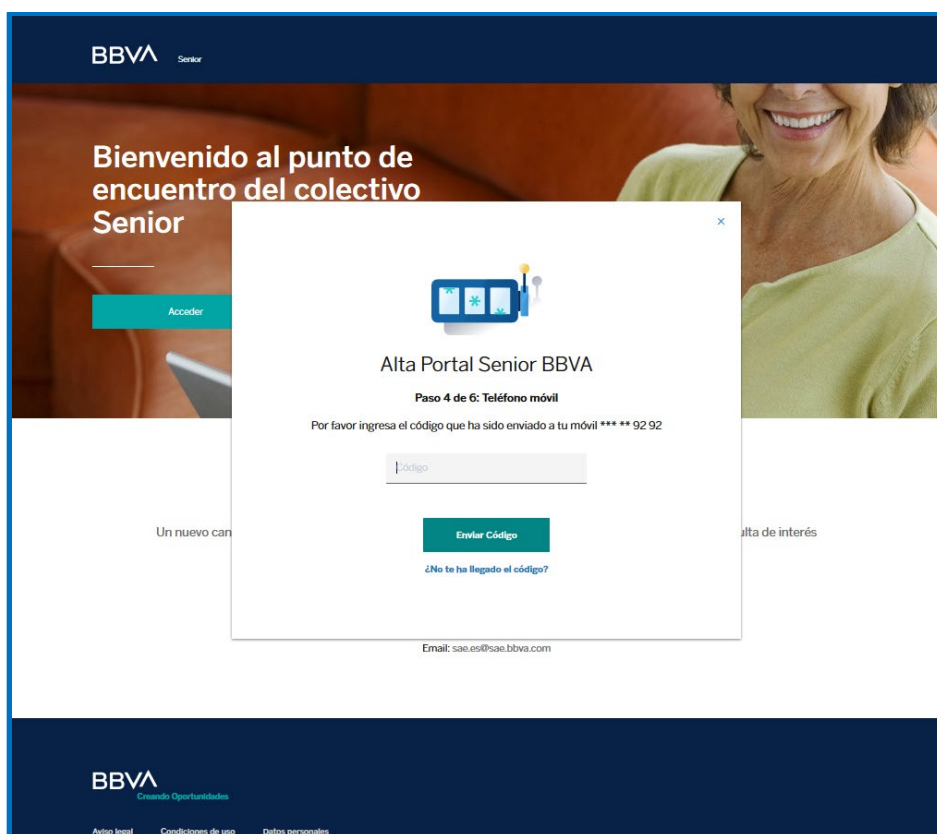 BBVA Senior
Bienvenido al punto de
encuentro del colectivo
Senior
×
Acceder
Alta Portal Senior BBVA
Paso 4 de 6: Teléfono móvil
Por favor ingresa el código que ha sido enviado a tu móvil *** ** 92 92
Código
Un nuevo can
ulta de interés
Enviar Código
¿No te ha llegado el código?
Email: sae.es@sae.bbva.com
BBVA
Creando Oportunidades
Aviso legal Condiciones de uso Datos personales